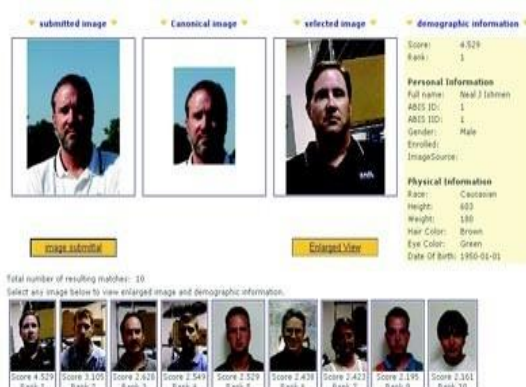 submitted image
Canonical image
selected image
demographic information
Score: 4.529
Rank: 1
Personal Information
Full name: Neal J Ishmen
ABIS ID: 1
ABIS IID: 1
Gender: Male
Enrolled:
ImageSource:
Physical Information
Race: Caucasian
Height: 603
Weight: 180
Hair Color: Brown
Eye Color: Green
Date Of Birth: 1950-01-01
image submittal
Enlarged View
Total number of resulting matches: 10
Select any image below to view enlarged image and demographic information.
Score 4.529
Score 3.105
Score 2.628
Score 2.549
Score 2.529
Score 2.438
Score 2.423
Score 2.195
Score 2.161